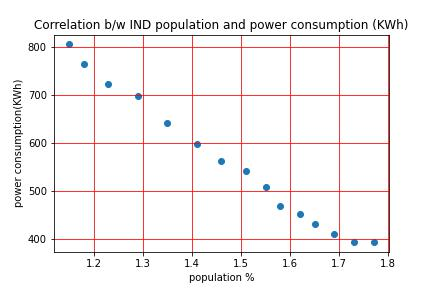 Correlation b/w IND population and power consumption (KWh)
800
700
600
500
400
power consumption(KWh)
1.2 1.3 1.4 1.5 1.6 1.7 1.8
population %